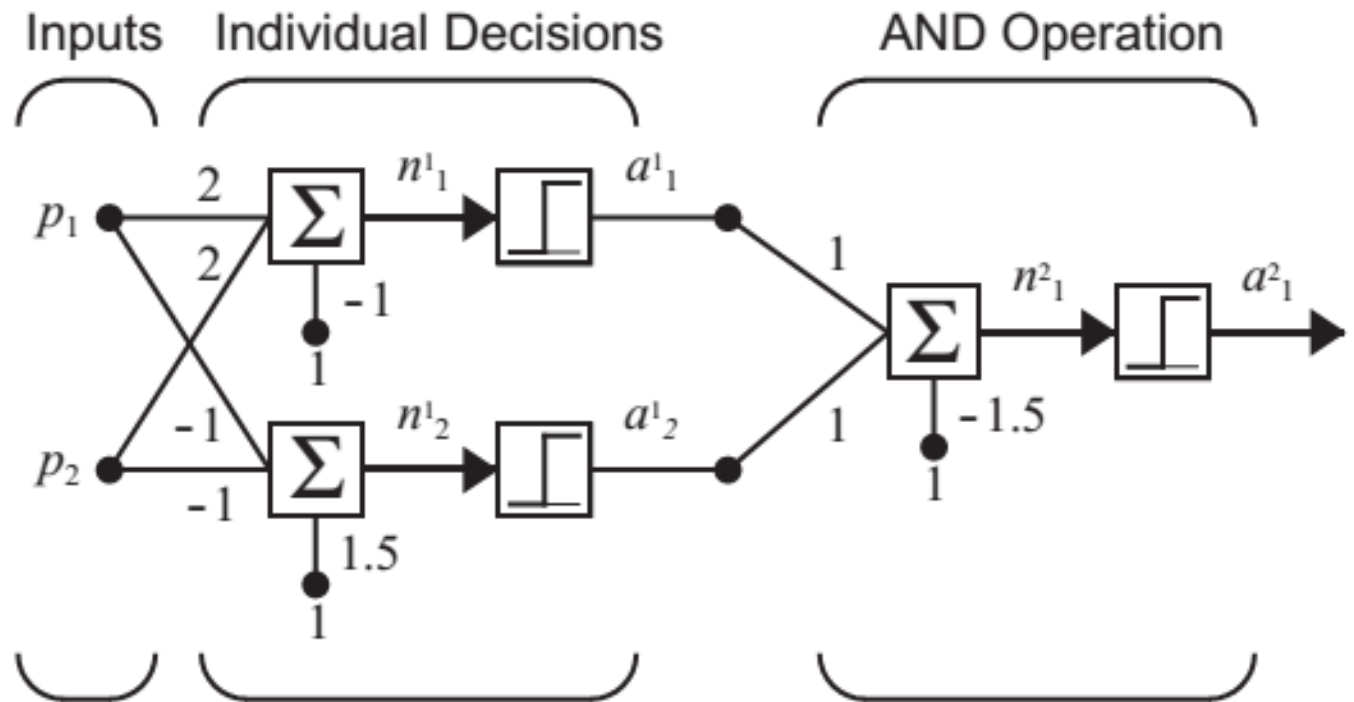 Inputs Individual Decisions AND Operation
2 n¹₁ a¹₁
p₁ Σ 1
2 n²₁ a²₁
-1 Σ
1 -1.5
-1 n¹₂ a¹₂ 1
p₂ Σ 1
-1
1.5
1